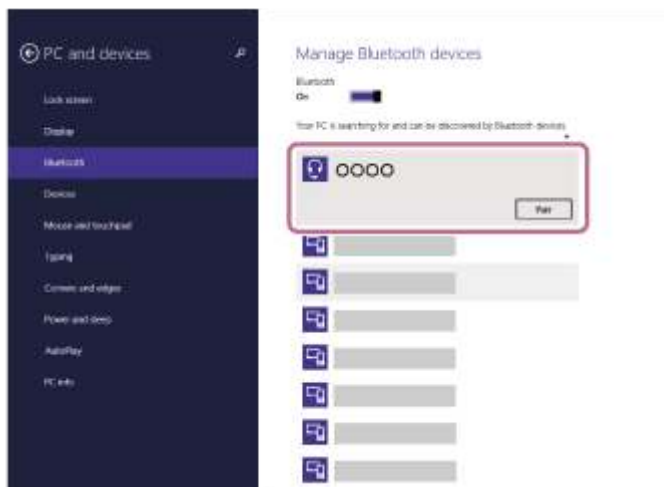 PC and devices
Lock screen
Display
Bluetooth
Devices
Mouse and touchpad
Typing
Corners and edges
Power and sleep
AutoPlay
PC info
Manage Bluetooth devices
Bluetooth
On
Your PC is searching for and can be discovered by Bluetooth devices.
OOOO
Pair